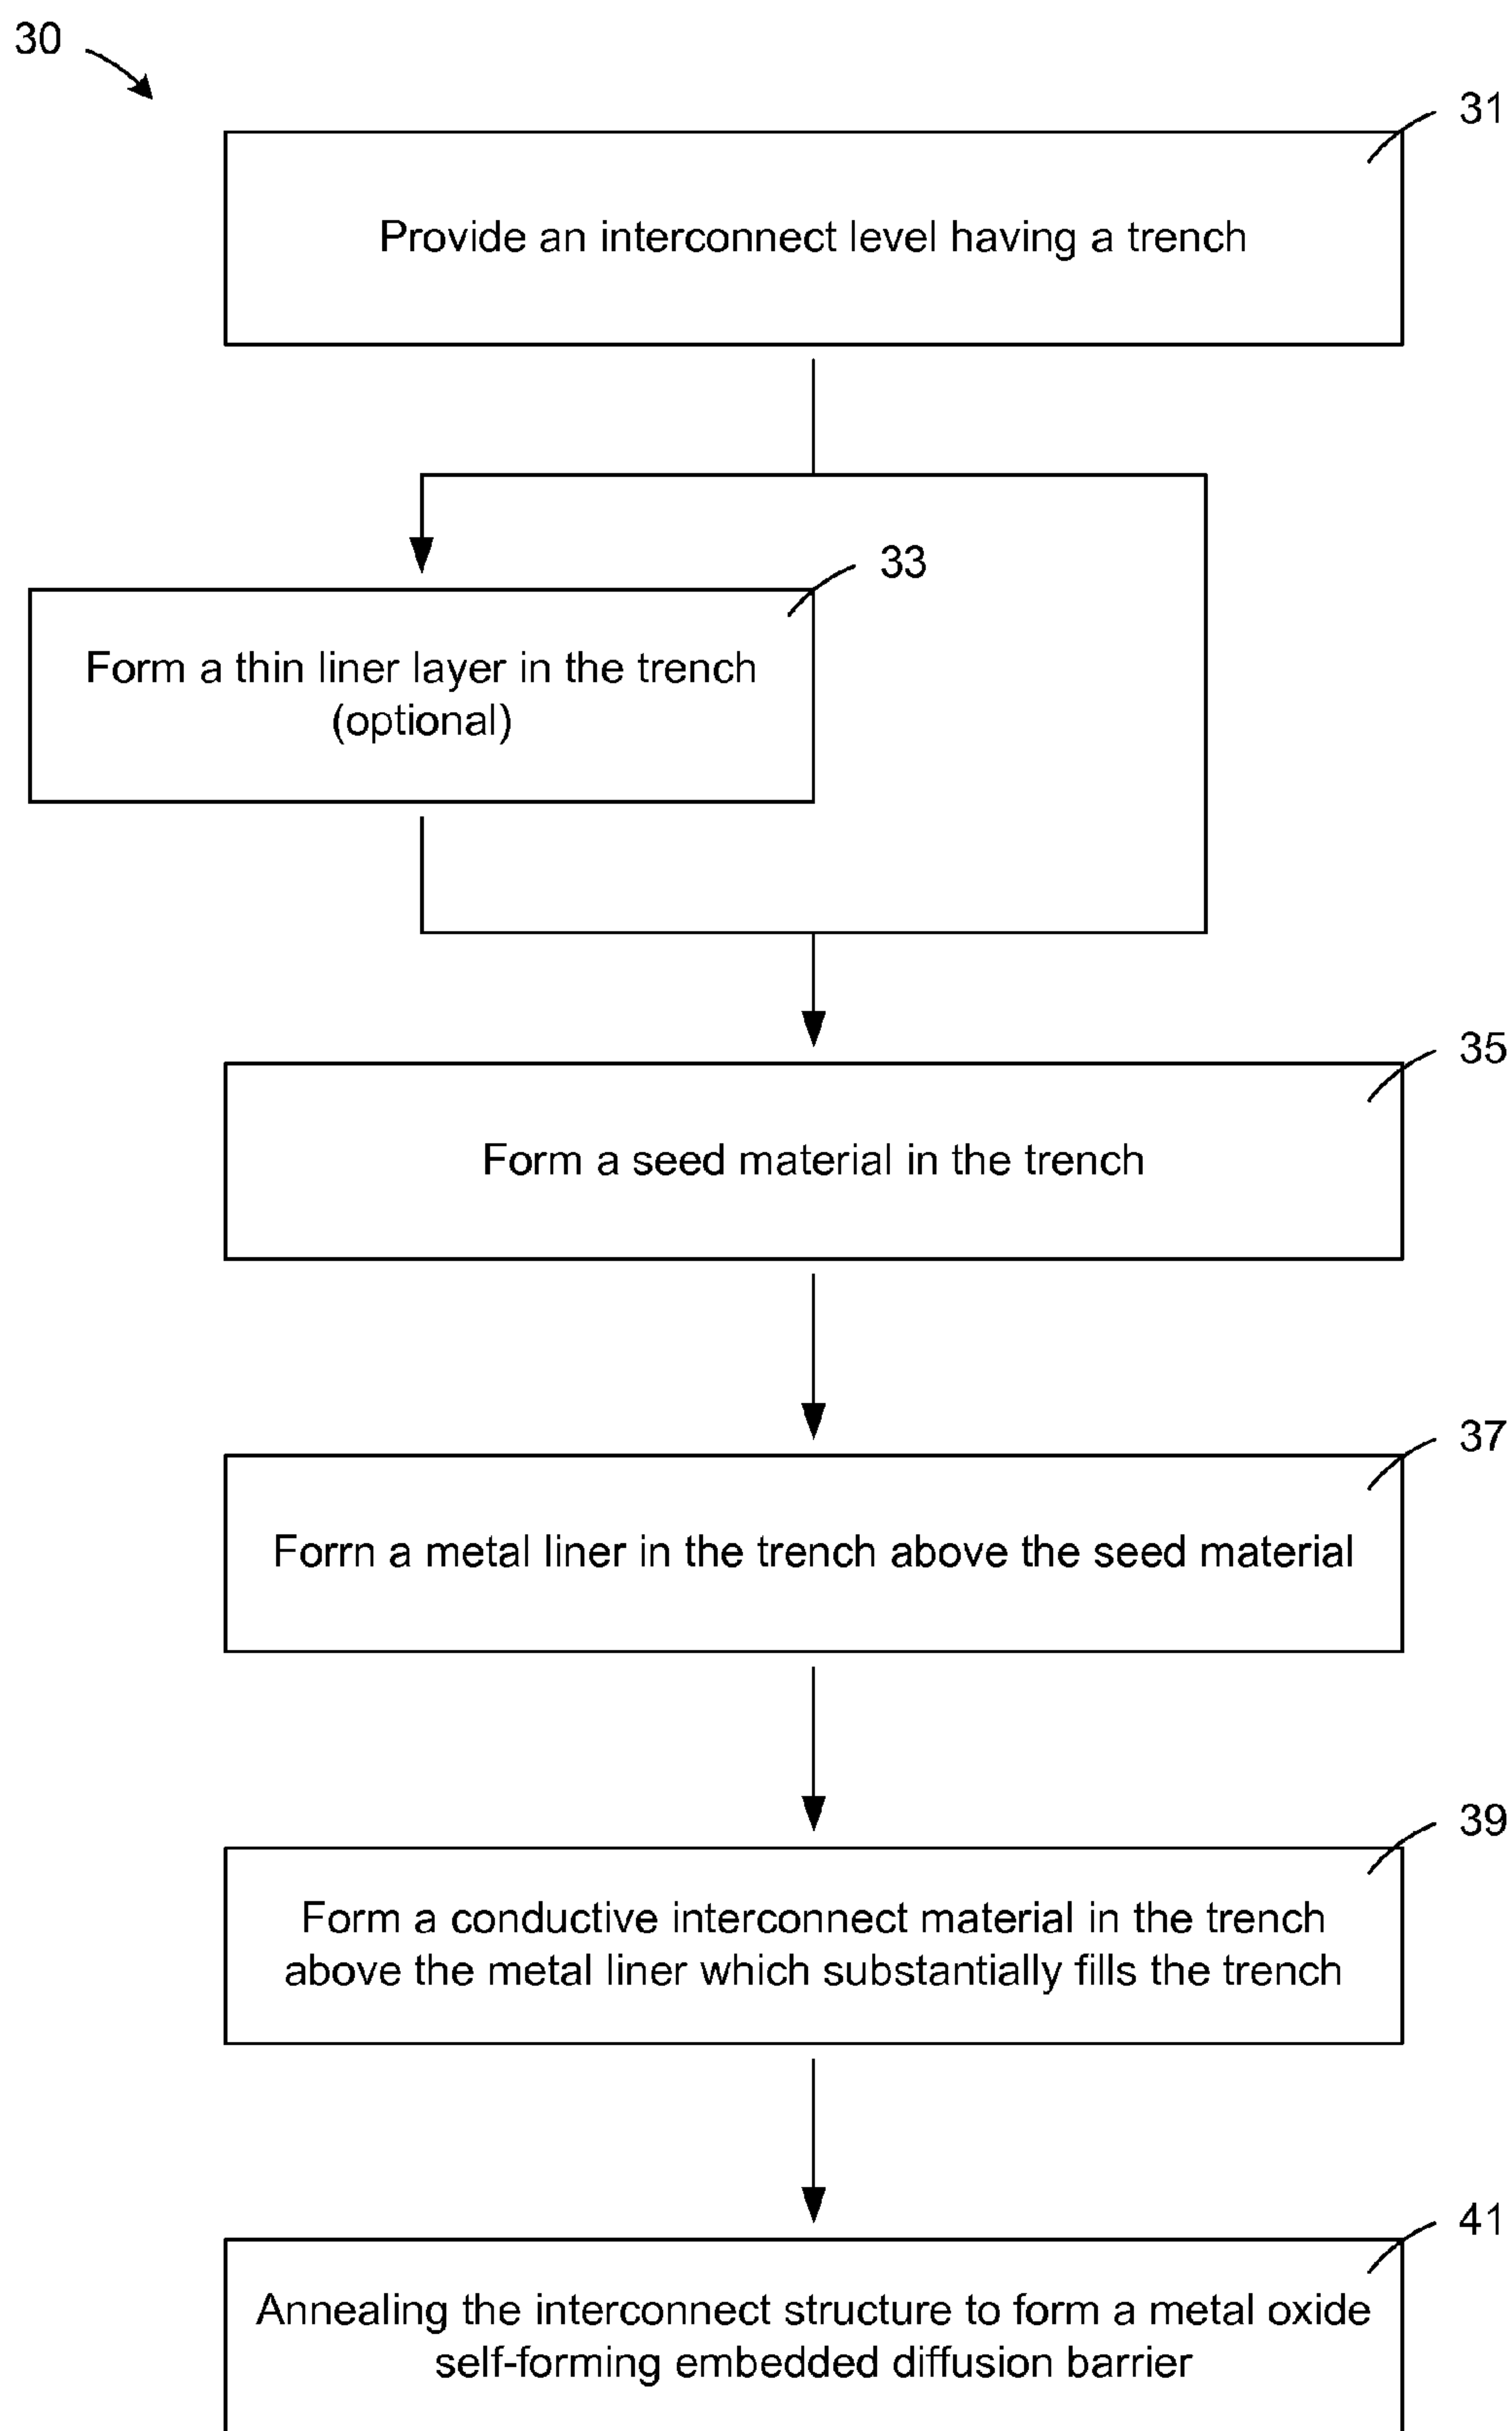 30
31
Provide an interconnect level having a trench
33
Form a thin liner layer in the trench
(optional)
35
Form a seed material in the trench
37
Forrn a metal liner in the trench above the seed material
39
Form a conductive interconnect material in the trench
above the metal liner which substantially fills the trench
41
Annealing the interconnect structure to form a metal oxide
self-forming embedded diffusion barrier